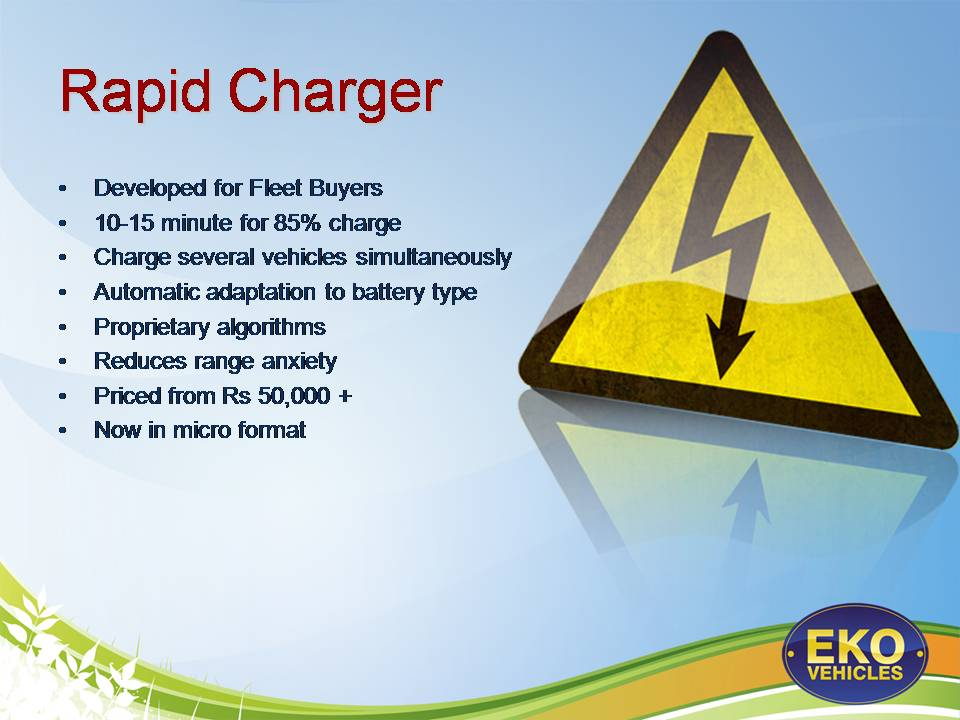 Rapid Charger
• Developed for Fleet Buyers
• 10-15 minute for 85% charge
• Charge several vehicles simultaneously
• Automatic adaptation to battery type
• Proprietary algorithms
• Reduces range anxiety
• Priced from Rs 50,000 +
• Now in micro format
EKO
VEHICLES